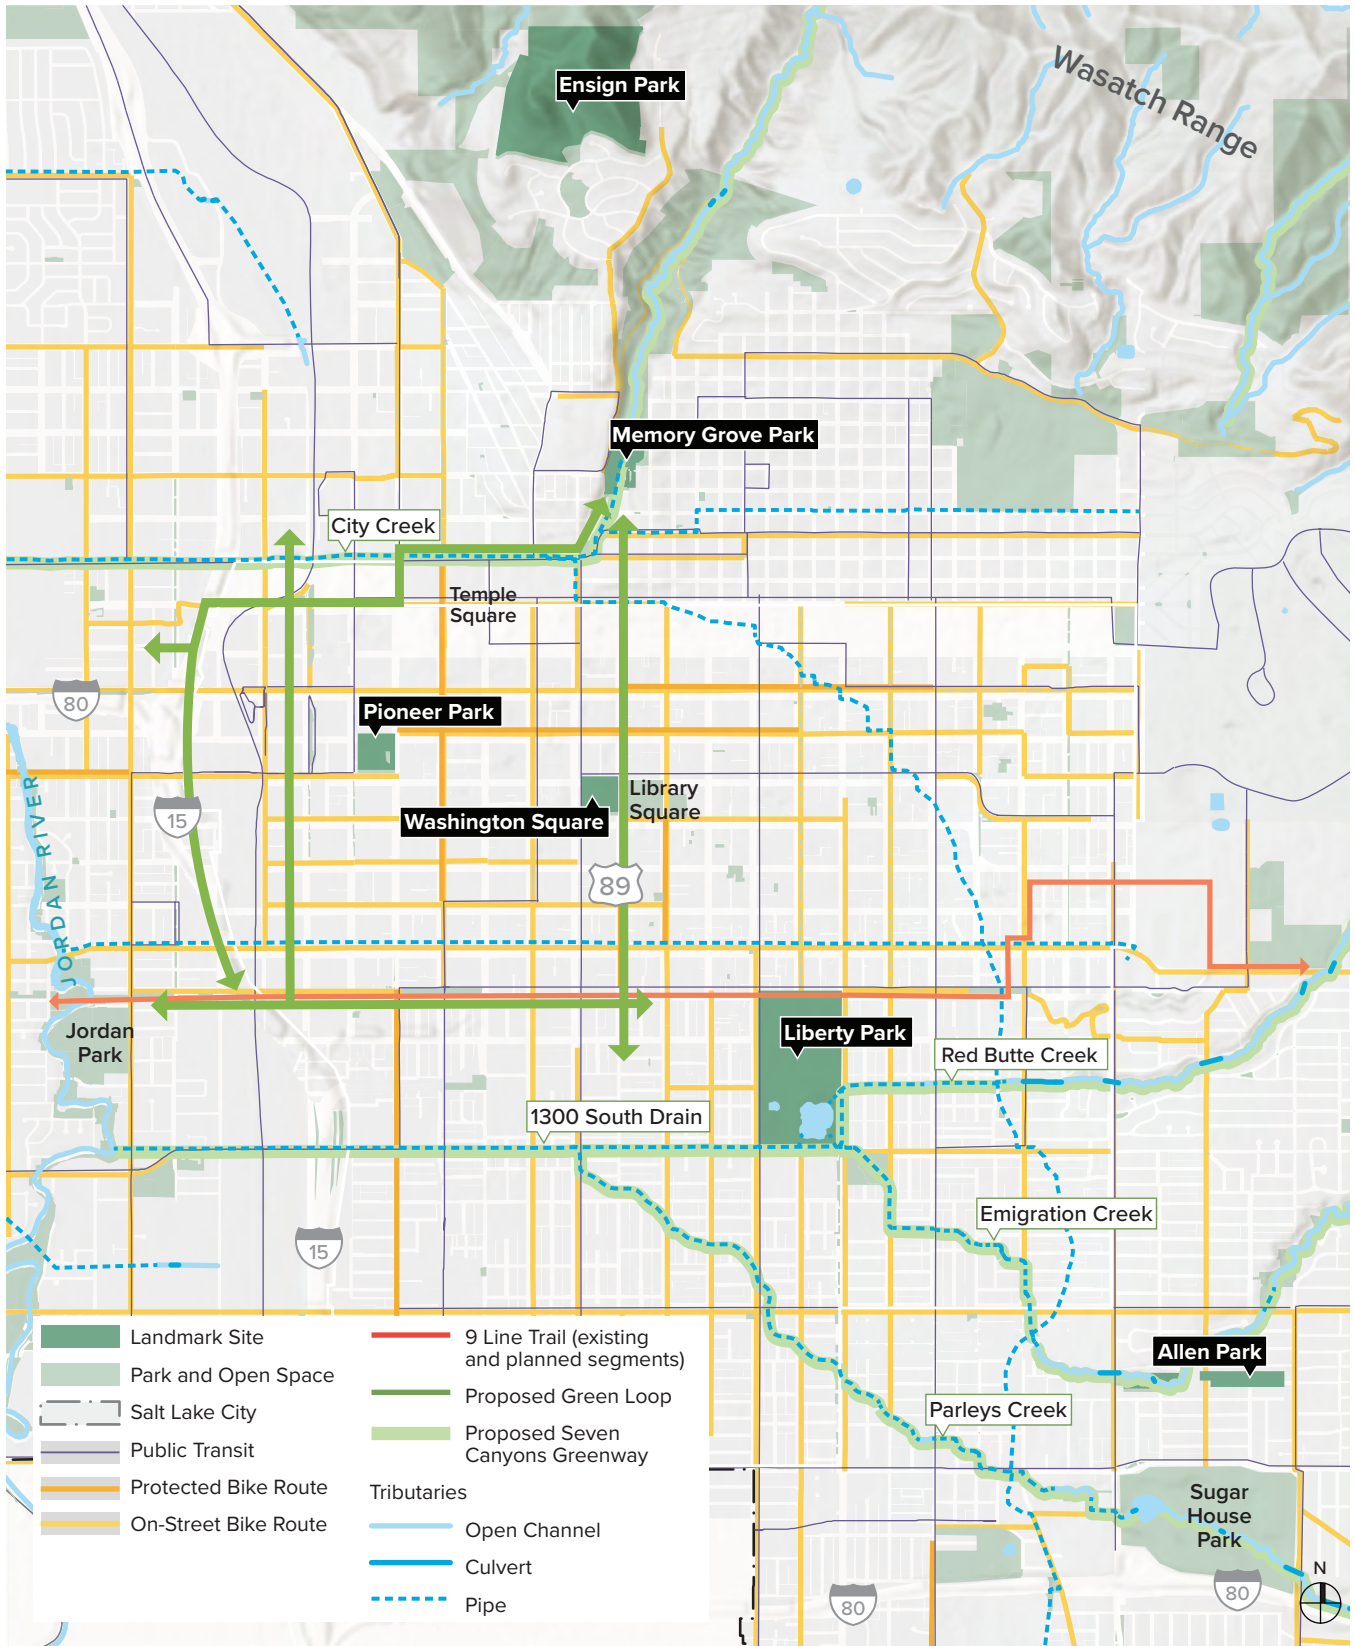 Ensign Park
Wasatch Range
Memory Grove Park
City Creek
Temple
Square
80
Pioneer Park
Library
Square
15
Washington Square
JORDAN RIVER
89
Jordan
Park
Liberty Park
Red Butte Creek
1300 South Drain
Emigration Creek
15
Allen Park
Parleys Creek
Sugar
House
Park
N
80
80
Landmark Site
Park and Open Space
Salt Lake City
Public Transit
Protected Bike Route
On-Street Bike Route
9 Line Trail (existing
and planned segments)
Proposed Green Loop
Proposed Seven
Canyons Greenway
Tributaries
Open Channel
Culvert
Pipe